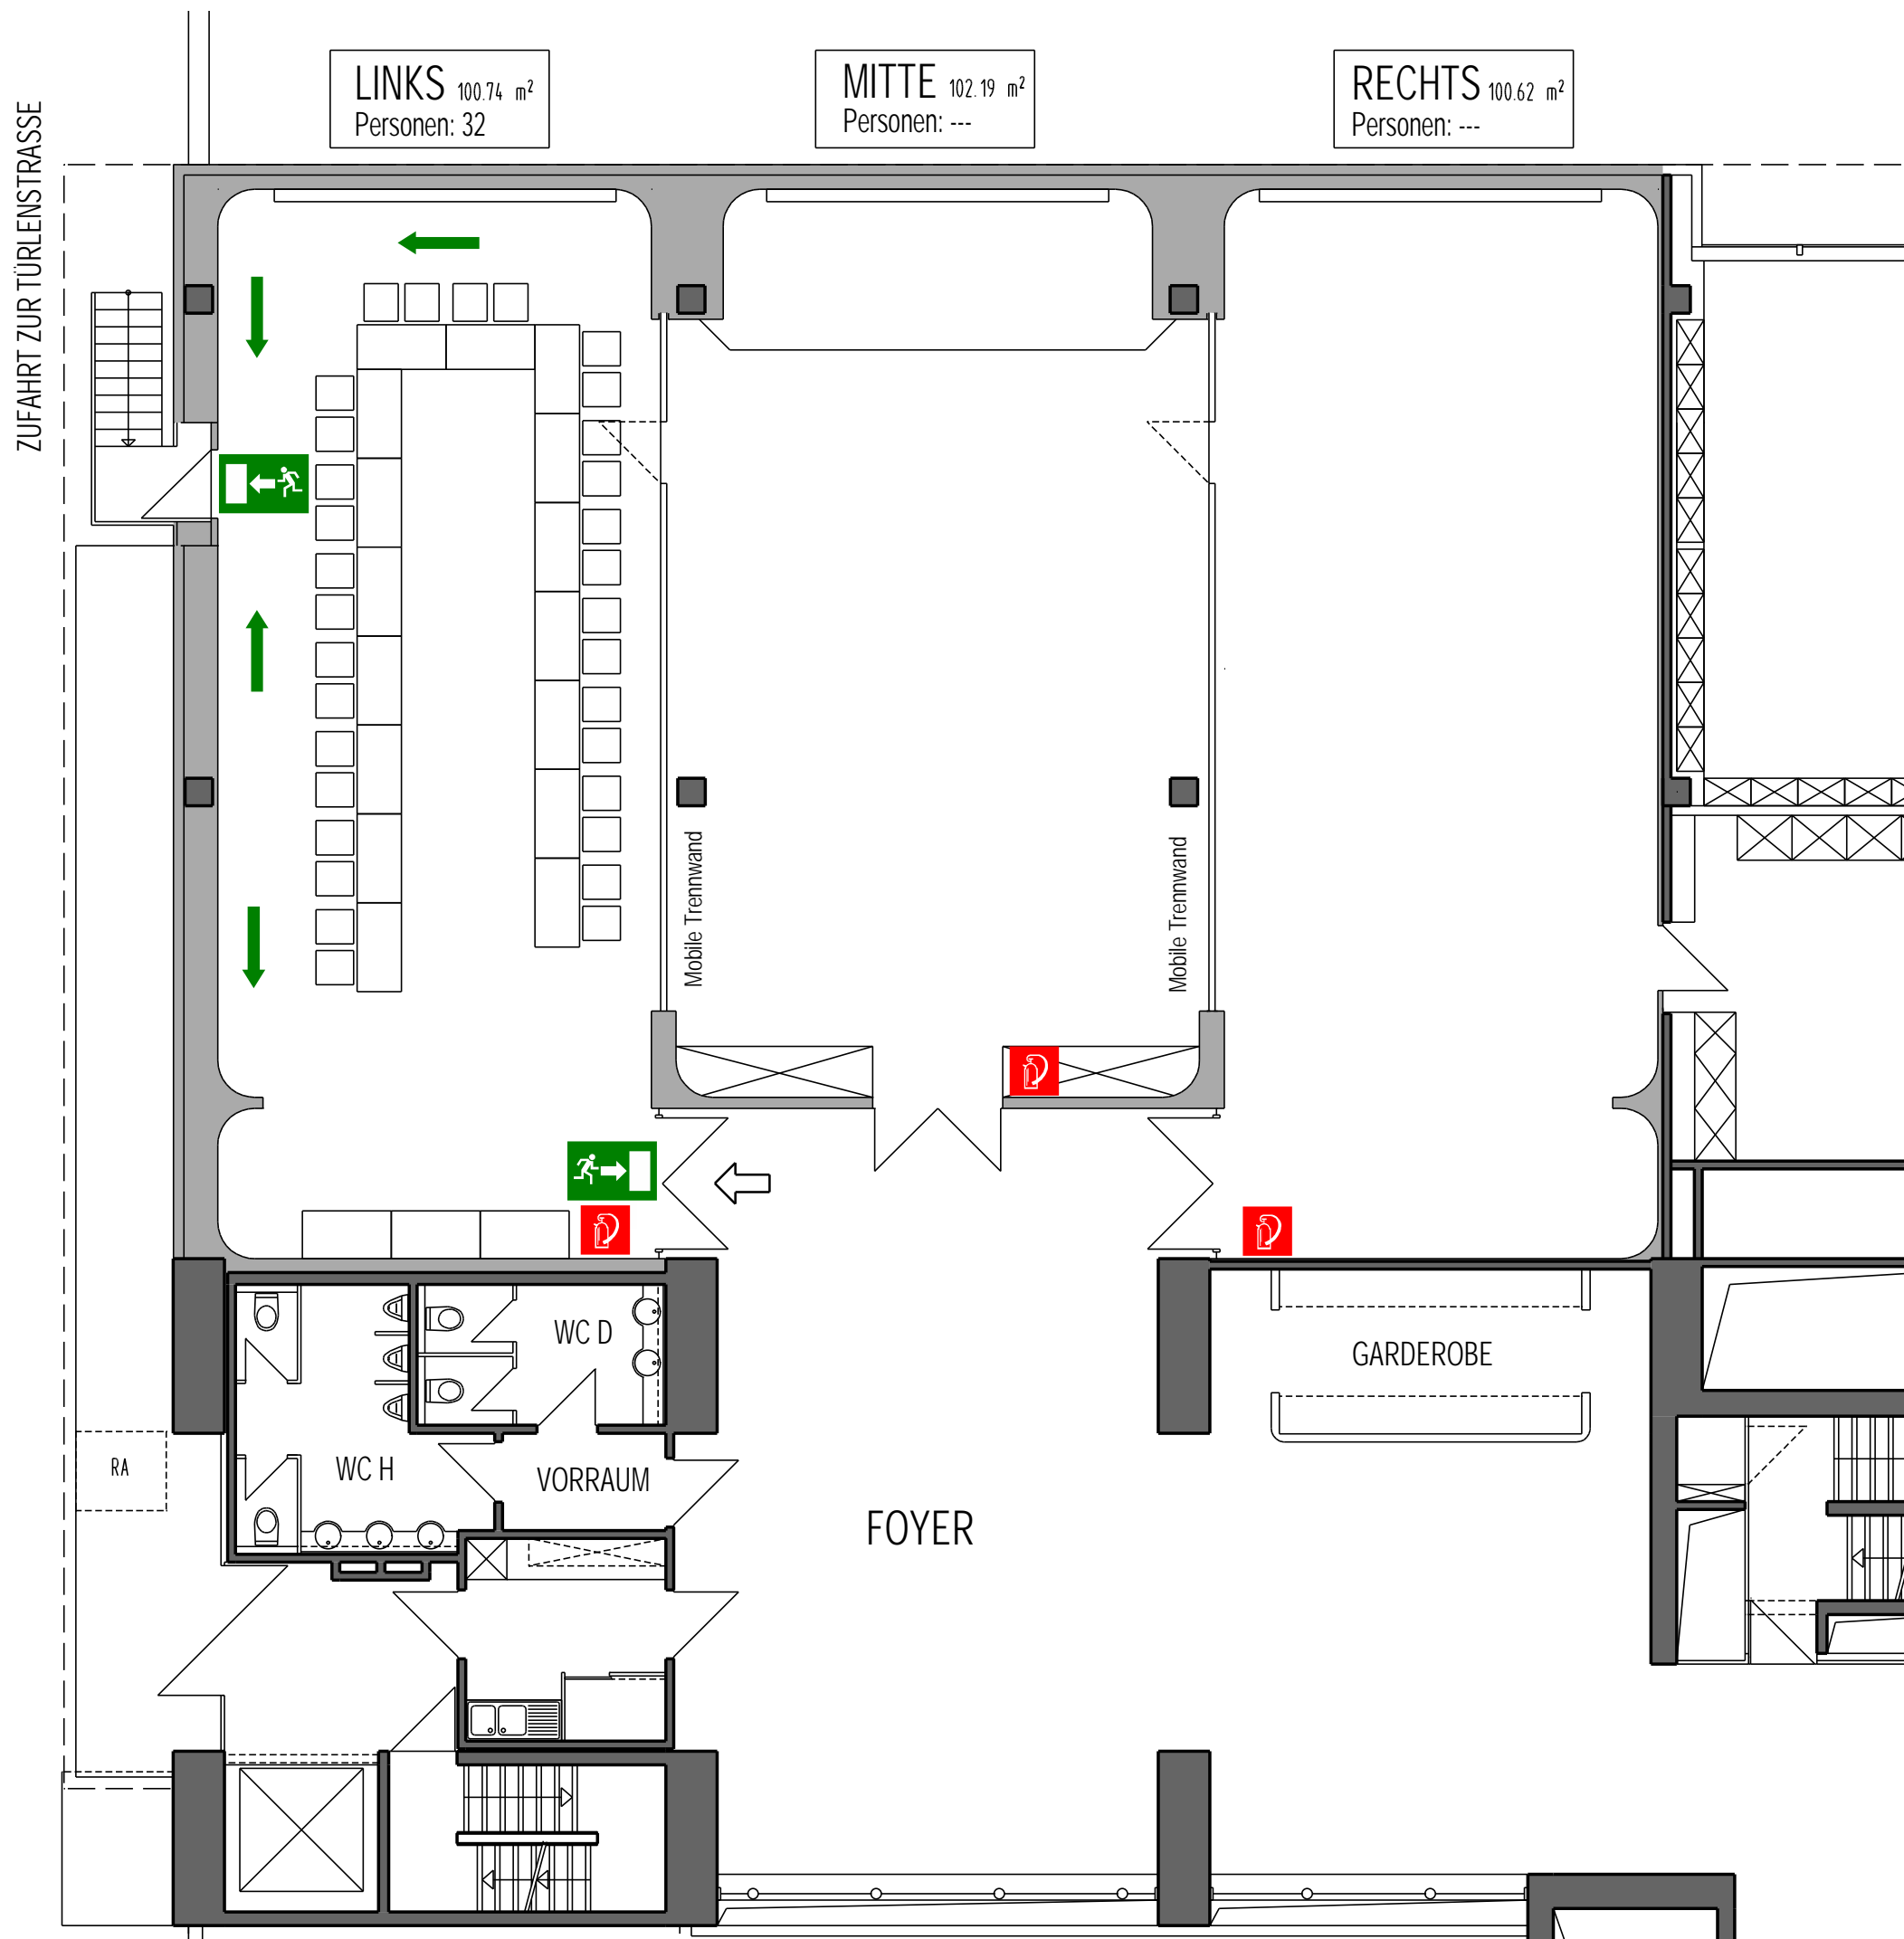 LINKS 100.74 m²
Personen: 32
MITTE 102.19 m²
Personen: ---
RECHTS 100.62 m²
Personen: ---
ZUFAHRT ZUR TÜRLENSTRASSE
Mobile Trennwand
Mobile Trennwand
WC D
GARDEROBE
WC H
RA
VORRAUM
FOYER